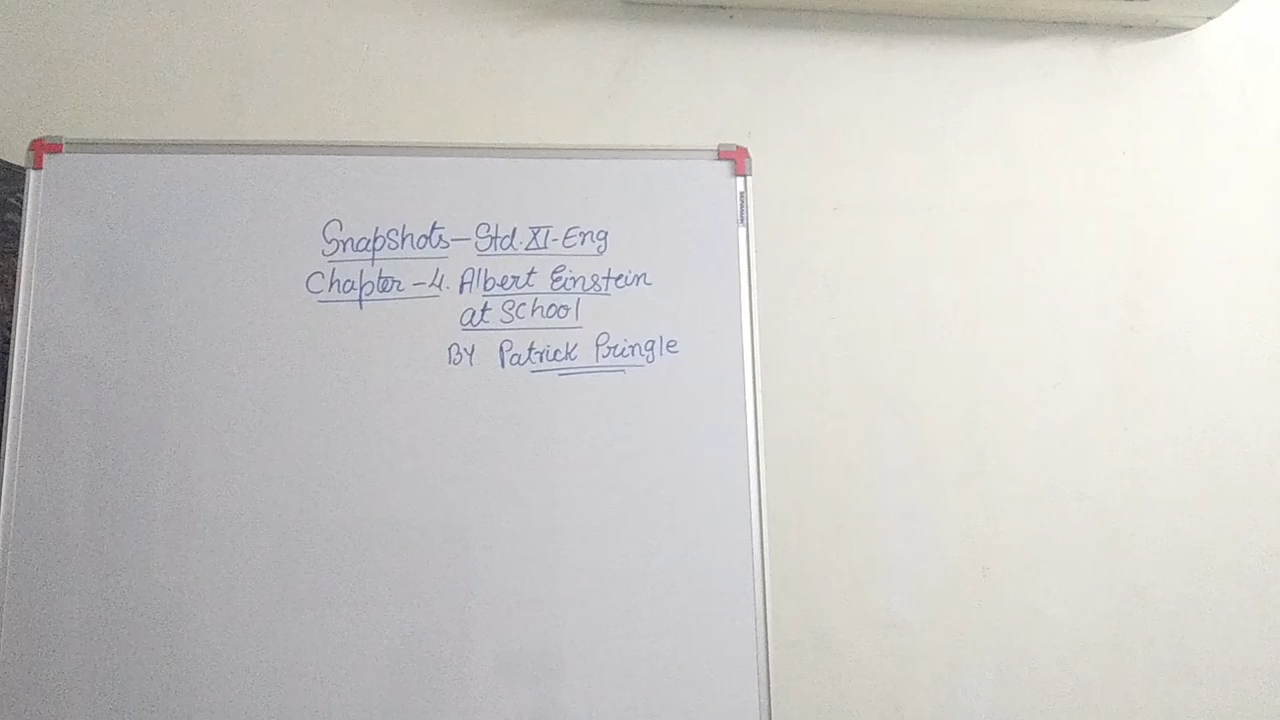 Snapshots-Std.XI-Eng
Chapter-4. Albert Einstein
at School
BY Patrick Pringle